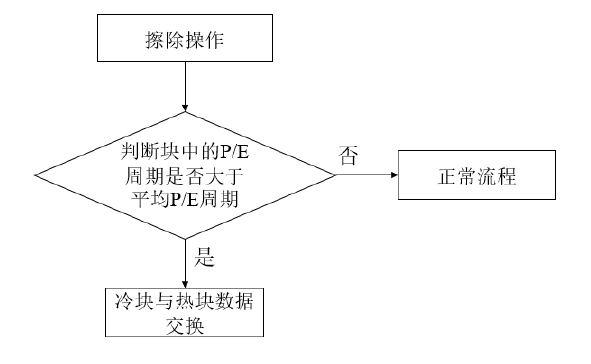 擦除操作
判断块中的P/E
周期是否大于
平均P/E周期
否
正常流程
是
冷块与热块数据
交换